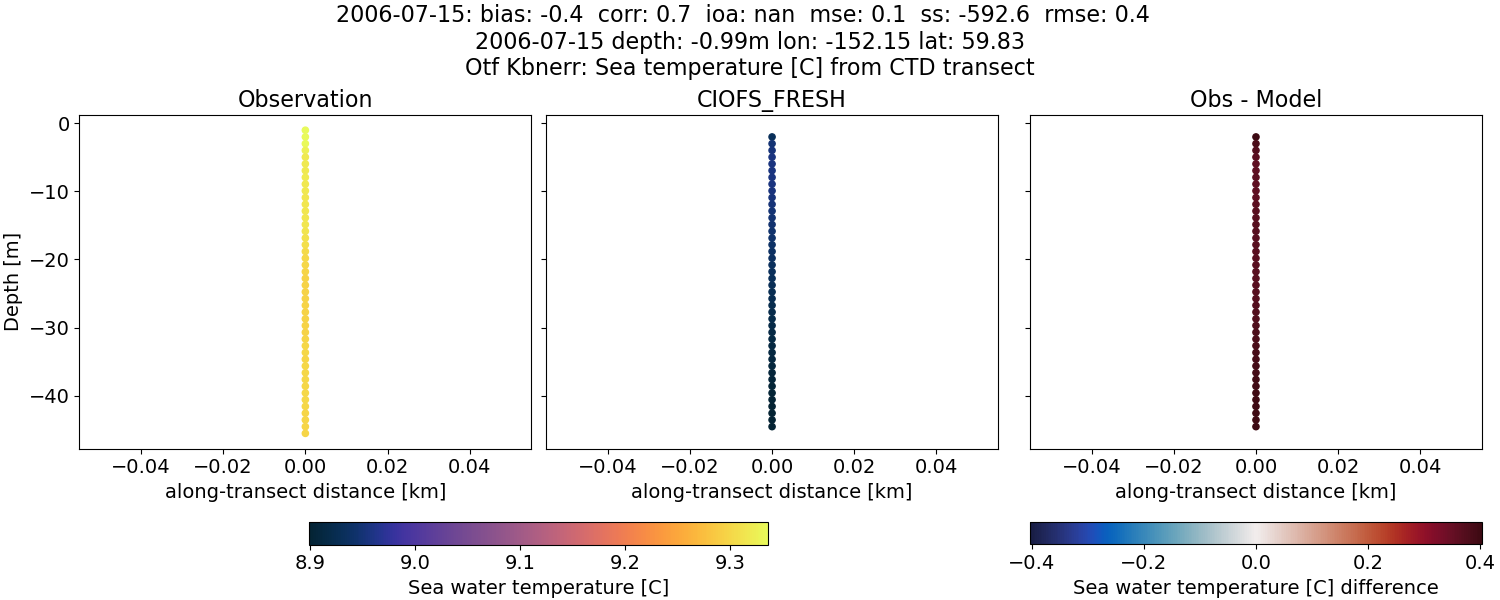 2006-07-15: bias: -0.4  corr: 0.7  ioa: nan  mse: 0.1  ss: -592.6  rmse: 0.4
2006-07-15 depth: -0.99m lon: -152.15 lat: 59.83
Otf Kbnerr: Sea temperature [C] from CTD transect
Observation
CIOFS_FRESH
Obs - Model
Depth [m]
0
−10
−20
−30
−40
−0.04 −0.02 0.00 0.02 0.04
−0.04 −0.02 0.00 0.02 0.04
−0.04 −0.02 0.00 0.02 0.04
along-transect distance [km]
along-transect distance [km]
along-transect distance [km]
8.9 9.0 9.1 9.2 9.3
Sea water temperature [C]
−0.4 −0.2 0.0 0.2 0.4
Sea water temperature [C] difference